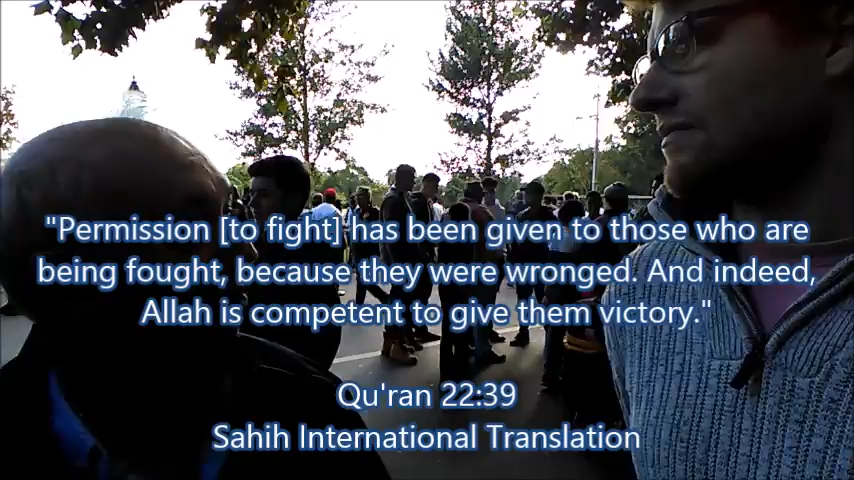 "Permission [to fight] has been given to those who are
being fought, because they were wronged. And indeed,
Allah is competent to give them victory."
Qu'ran 22:39
Sahih International Translation